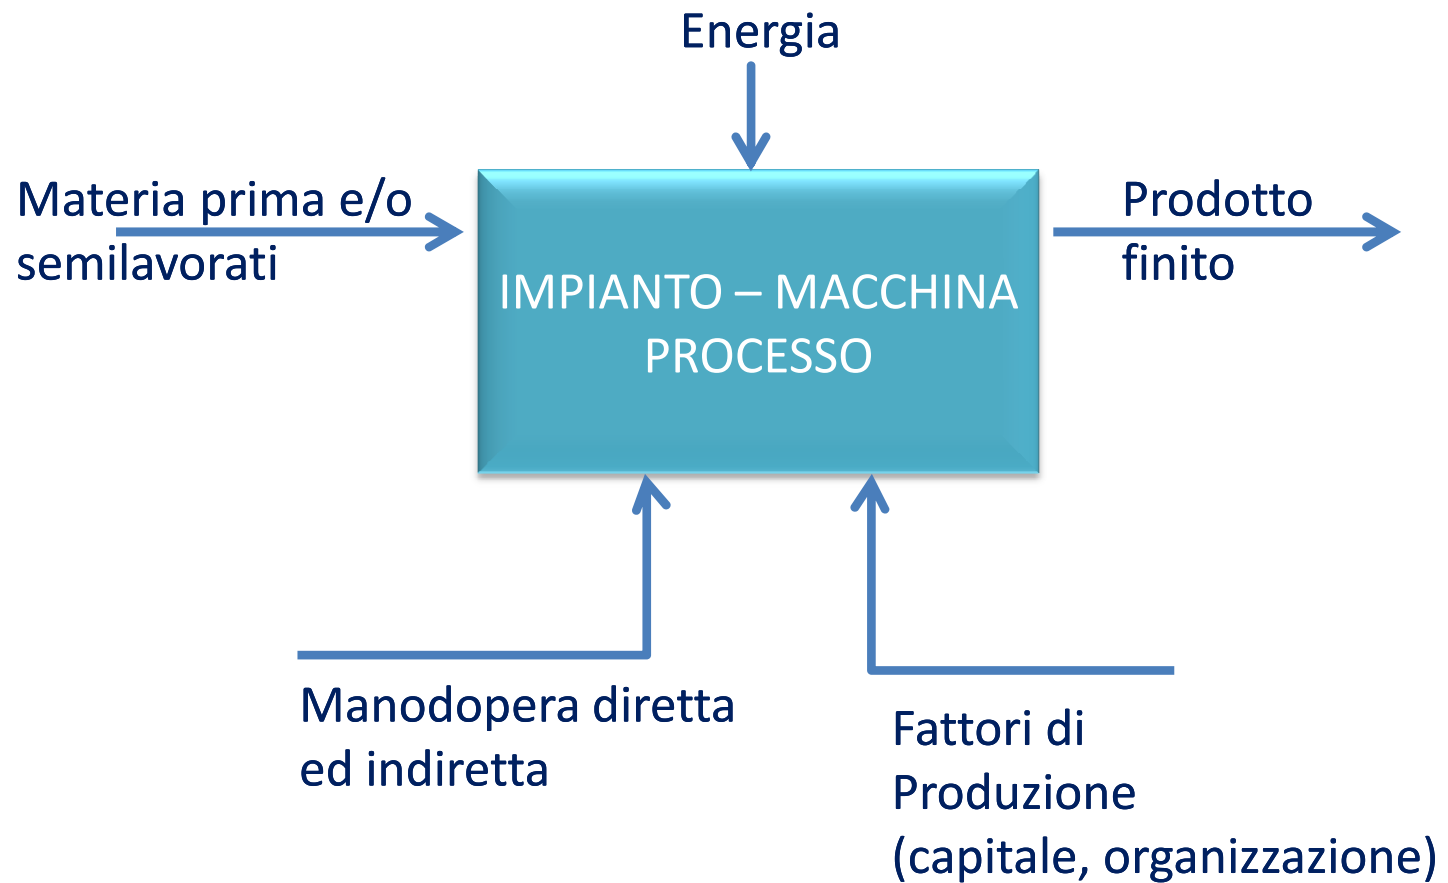 Energia
Materia prima e/o
semilavorati
Prodotto
finito
IMPIANTO – MACCHINA
PROCESSO
Manodopera diretta
ed indiretta
Fattori di
Produzione
(capitale, organizzazione)